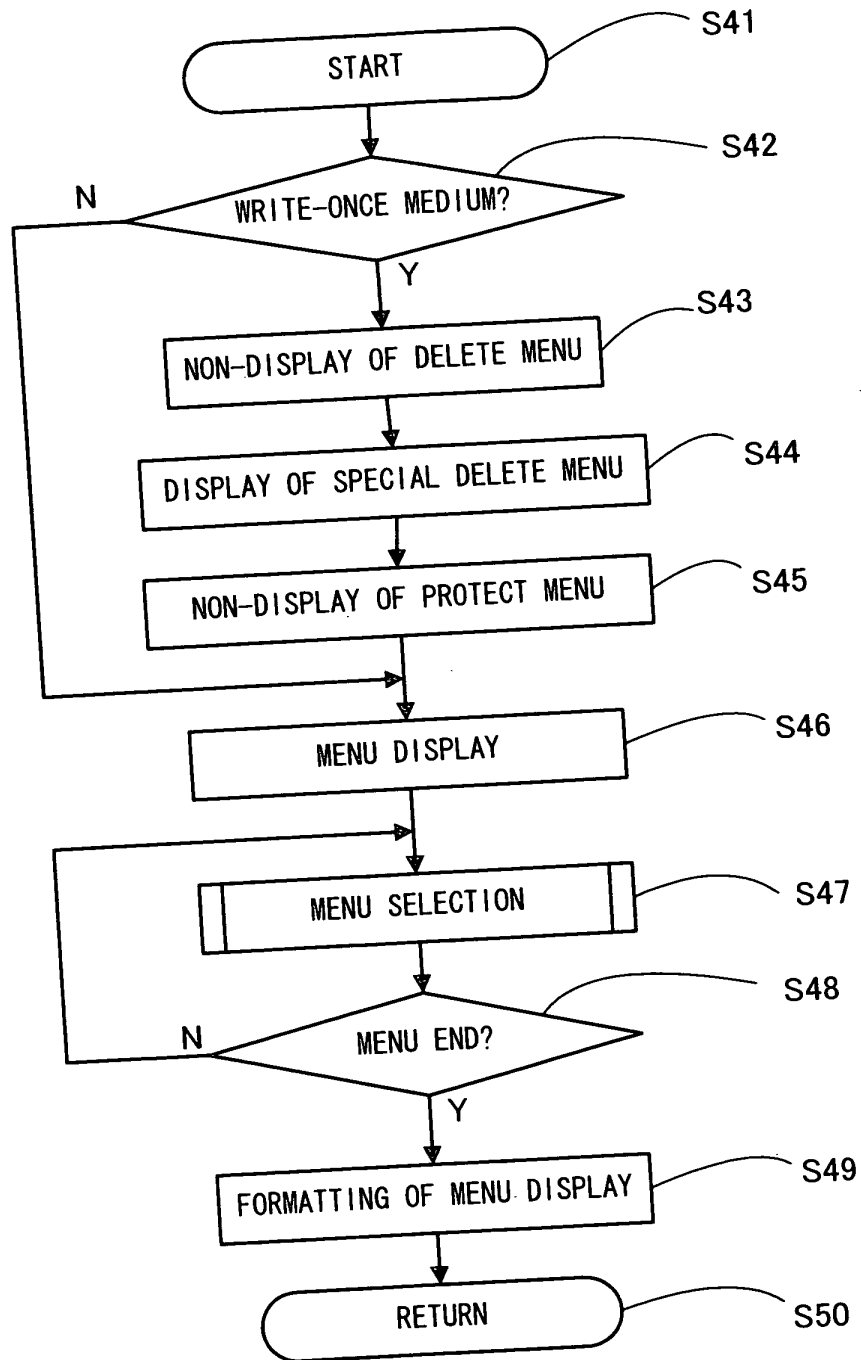 S41
START
S42
N
WRITE-ONCE MEDIUM?
Y
S43
NON-DISPLAY OF DELETE MENU
S44
DISPLAY OF SPECIAL DELETE MENU
S45
NON-DISPLAY OF PROTECT MENU
S46
MENU DISPLAY
S47
MENU SELECTION
S48
N
MENU END?
Y
S49
FORMATTING OF MENU DISPLAY
S50
RETURN